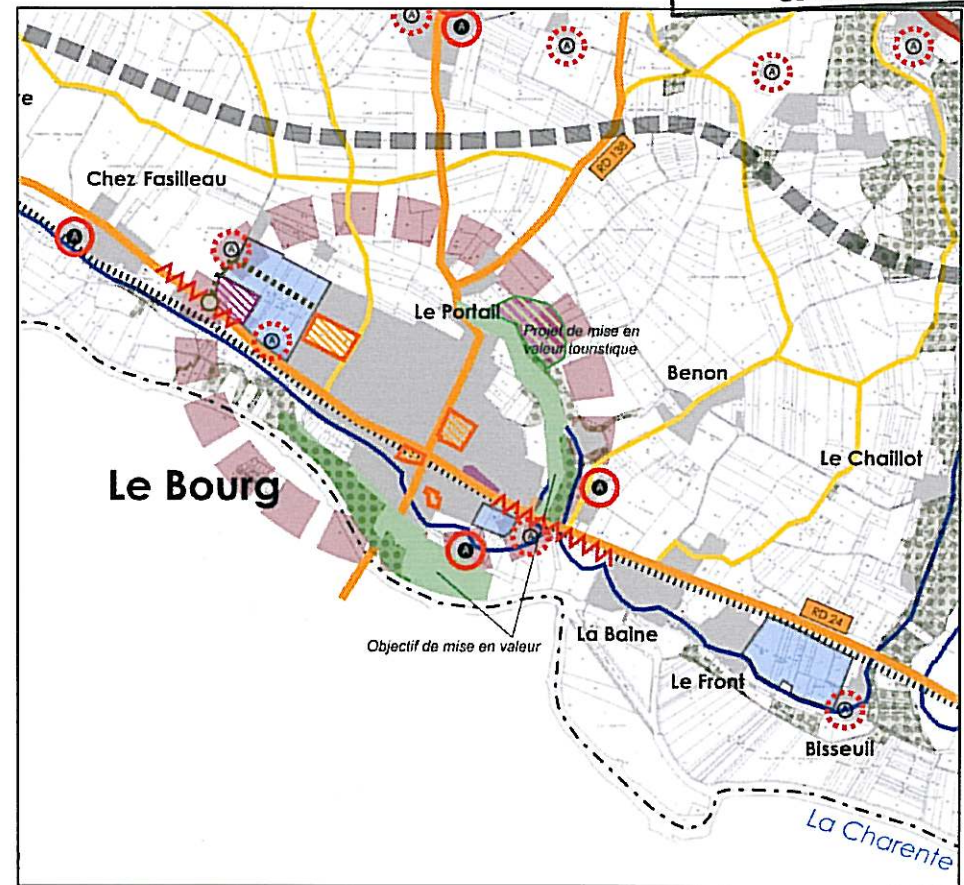 Chez Fasilleau
RD 138
Le Portail
Projet de mise en
valeur touristique
Benon
Le Chaillot
Le Bourg
RD 24
Objectif de mise en valeur
La Baine
Le Front
Bisseuil
La Charente
A
A
A
A
A
A
A
A
A
A
A